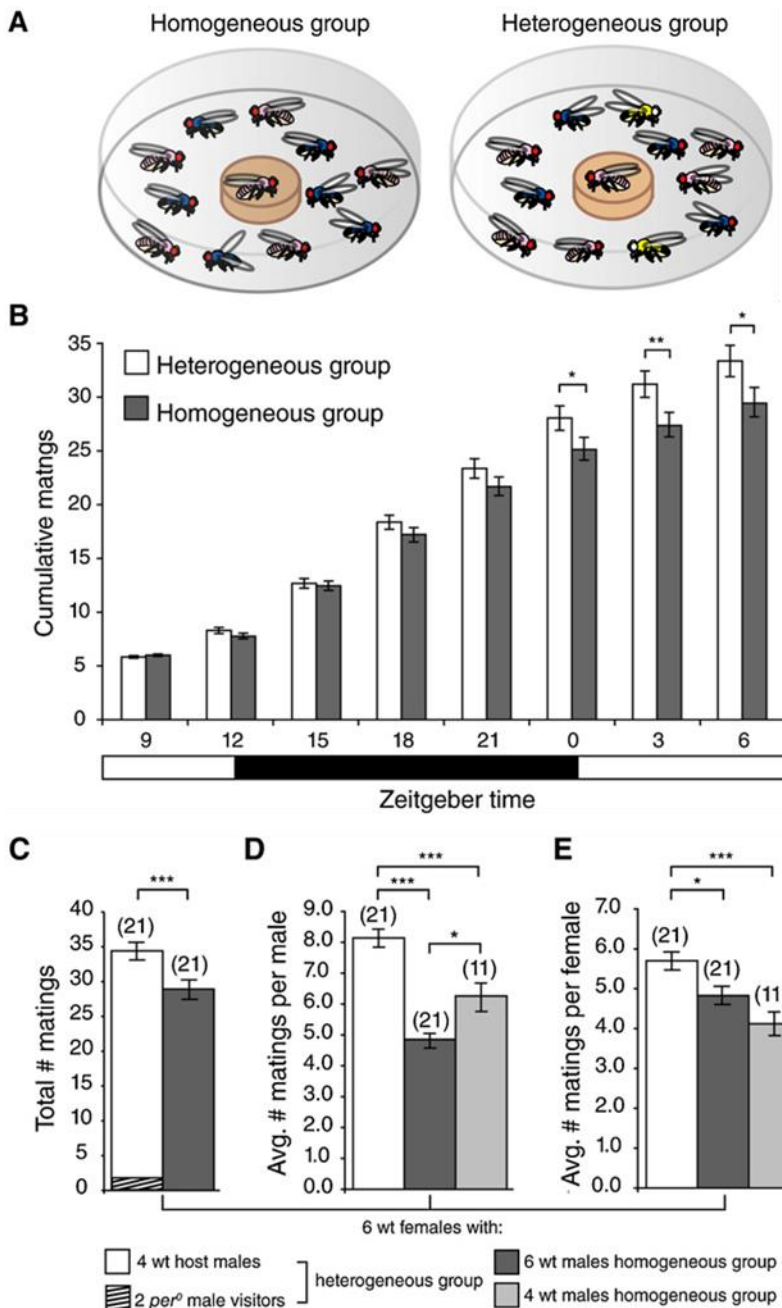 A
Homogeneous group
Heterogeneous group
B
35
30
25
20
15
10
5
0
Cumulative matngs
Heterogeneous group
Homogeneous group
*
**
*
9 12 15 18 21 0 3 6
Zeitgeber time
C
***
(21)
(21)
40
35
30
25
20
15
10
5
0
Total # matings
D
***
***
*
(21)
(21)
(11)
9.0
8.0
7.0
6.0
5.0
4.0
3.0
2.0
1.0
0.0
Avg. # matings per male
E
***
*
(21)
(21)
(11
7.0
6.0
5.0
4.0
3.0
2.0
1.0
0.0
Avg. # matings per female
6 wt females with:
4 wt host males
2 per⁰ male visitors
heterogeneous group
6 wt males homogeneous group
4 wt males homogeneous group